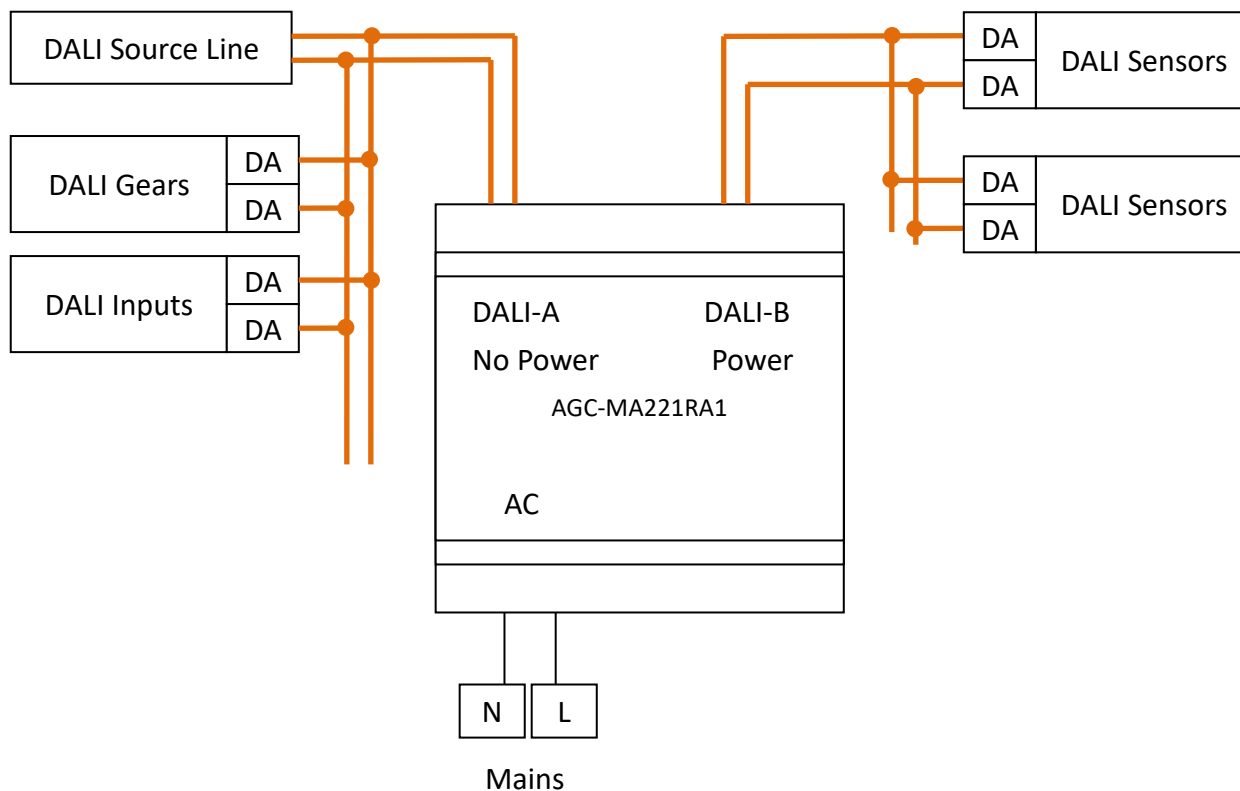 DALI Source Line
DALI Gears
DA
DA
DALI Inputs
DA
DA
DA
DA
DALI Sensors
DA
DA
DALI Sensors
DALI-A
DALI-B
No Power
Power
AGC-MA221RA1
AC
N
L
Mains